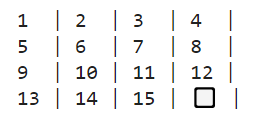 1 | 2 | 3 | 4 |
5 | 6 | 7 | 8 |
9 | 10 | 11 | 12 |
13 | 14 | 15 | □ |